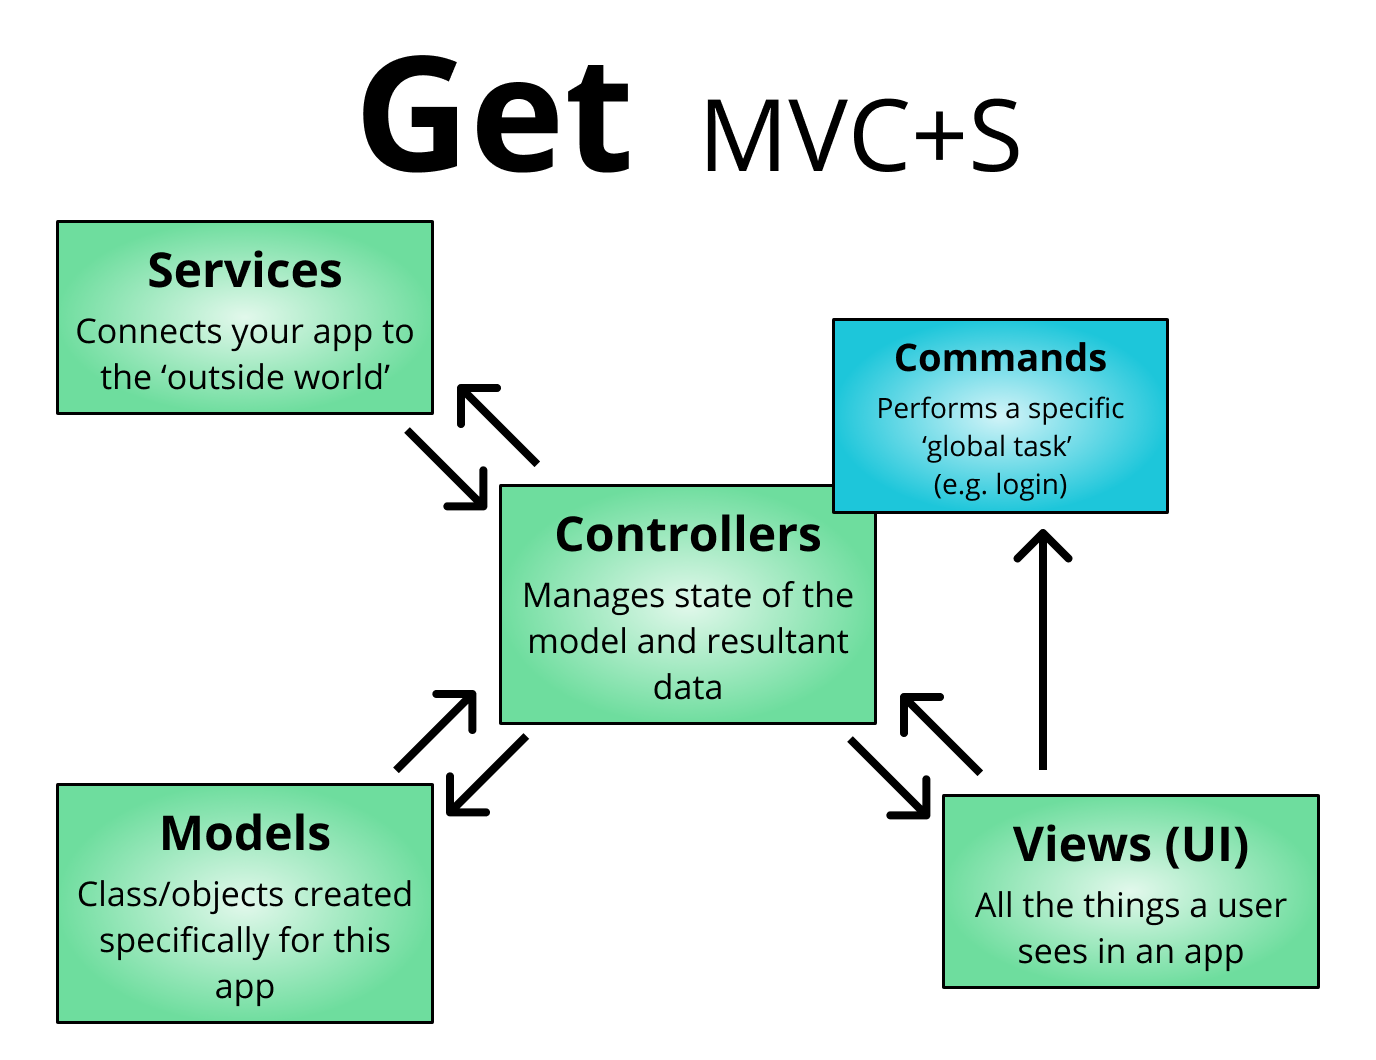 Get MVC+S
Services
Connects your app to
the ‘outside world’
Commands
Performs a specific
‘global task’
(e.g. login)
Controllers
Manages state of the
model and resultant
data
Models
Class/objects created
specifically for this
app
Views (UI)
All the things a user
sees in an app